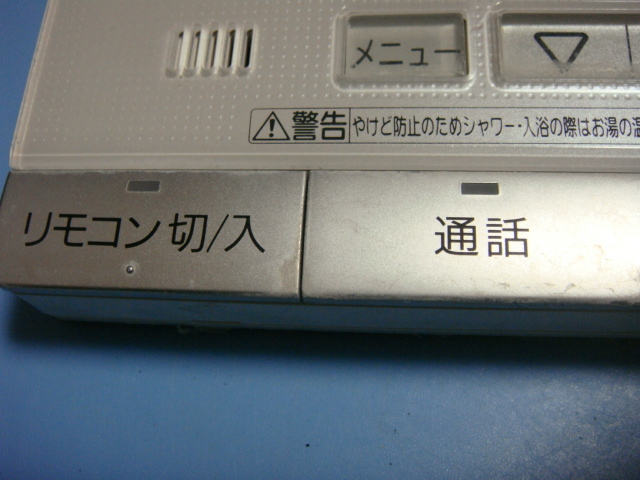 メニュー ▽
警告 やけど防止のためシャワー・入浴の際はお湯の温
リモコン 切/入 通話